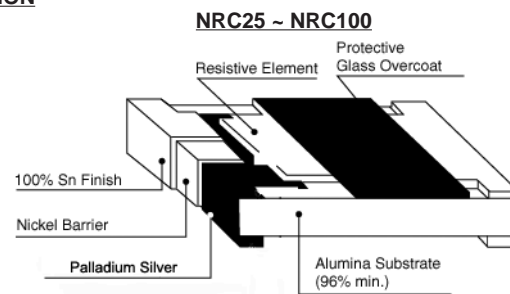 NRC25 ~ NRC100
Protective
Glass Overcoat
Resistive Element
100% Sn Finish
Nickel Barrier
Palladium Silver
Alumina Substrate
(96% min.)